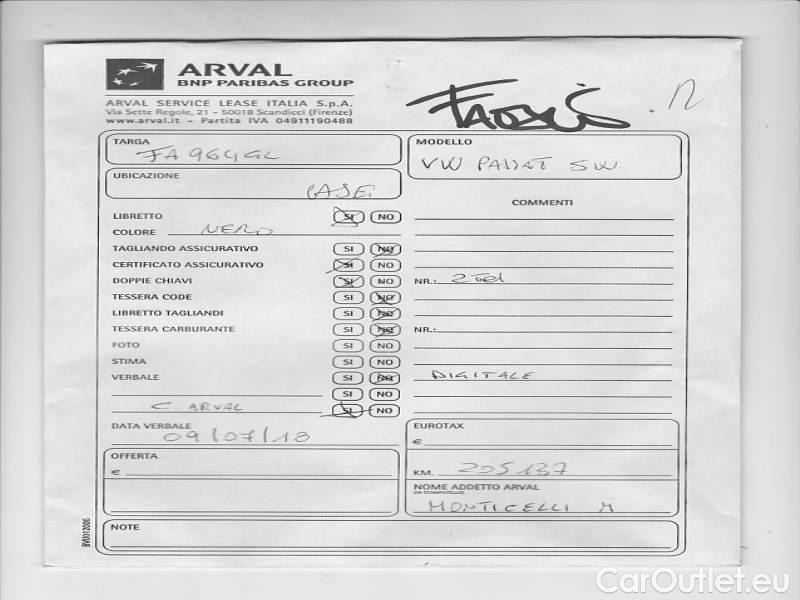 ARVAL
BNP PARIBAS GROUP
ARVAL SERVICE LEASE ITALIA S.p.A.
Via Sette Regole, 21 - 50018 Scandicci (Firenze)
www.arval.it - Partita IVA 04911190488
TARGA FA964GL
MODELLO VW PASSAT SW
UBICAZIONE
COMMENTI
LIBRETTO SI NO
COLORE NERO
TAGLIANDO ASSICURATIVO SI NO
CERTIFICATO ASSICURATIVO SI NO
DOPPIE CHIAVI SI NO NR.:
TESSERA CODE SI NO
LIBRETTO TAGLIANDI SI NO
TESSERA CARBURANTE SI NO NR.:
FOTO SI NO
STIMA SI NO
VERBALE SI NO DIGITALE
SI NO
C. ARVAL SI NO
DATA VERBALE 09/07/18
EUROTAX
€
OFFERTA
€
KM. 205137
NOME ADDETTO ARVAL
(IN STAMPATELLO)
MONTICELLI M
NOTE
BV0012006
CarOutlet.eu